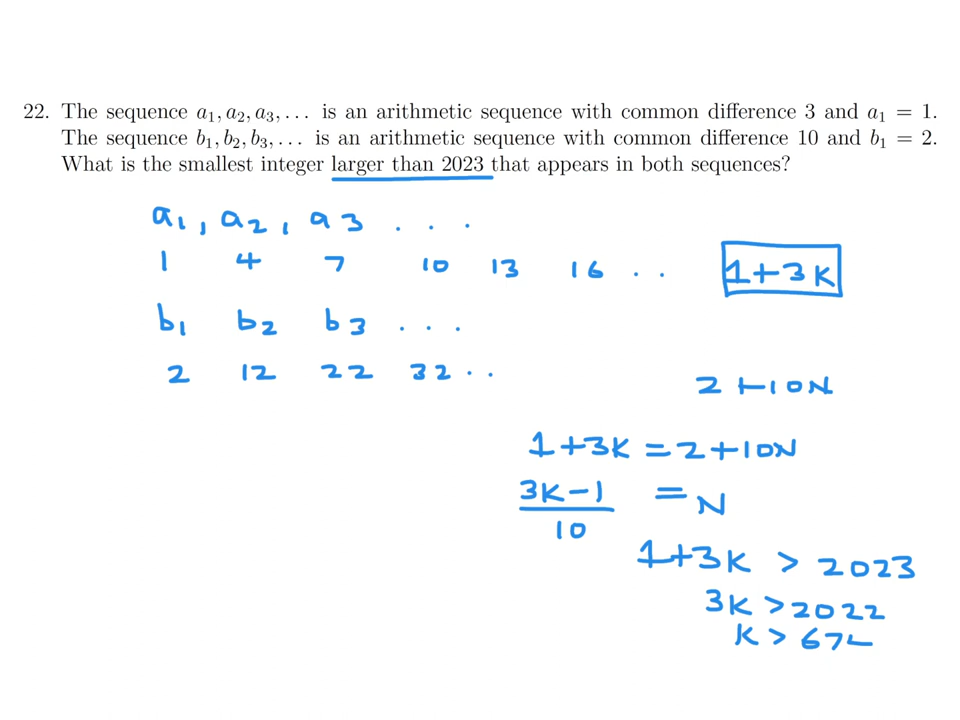 22. The sequence a₁, a₂, a₃, . . . is an arithmetic sequence with common difference 3 and a₁ = 1.
The sequence b₁, b₂, b₃, . . . is an arithmetic sequence with common difference 10 and b₁ = 2.
What is the smallest integer larger than 2023 that appears in both sequences?
a₁, a₂, a₃ . . .
1 4 7 10 13 16 . . 1+3K
b₁ b₂ b₃ . . .
2 12 22 32 . .
2+10N
1+3K = 2+10N
(3K-1)/10 = N
1+3K > 2023
3K > 2022
K > 674